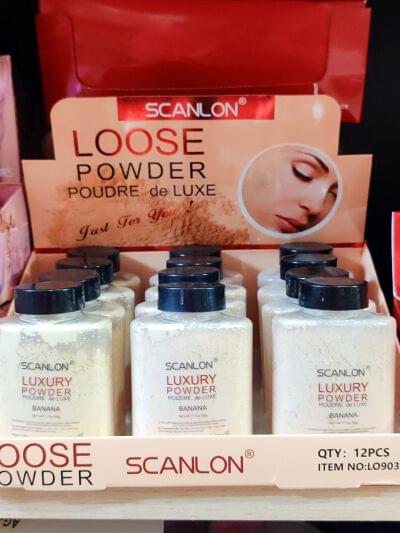 SCANLON®
LOOSE
POWDER
POUDRE de LUXE
Just For You!
SCANLON®
LUXURY
POWDER
POUDRE de LUXE
BANANA
SCANLON®
LUXURY
POWDER
POUDRE de LUXE
BANANA
SCANLON®
LUXURY
POWDER
POUDRE de LUXE
BANANA
OOSE
OWDER
SCANLON®
QTY: 12PCS
ITEM NO:LO903